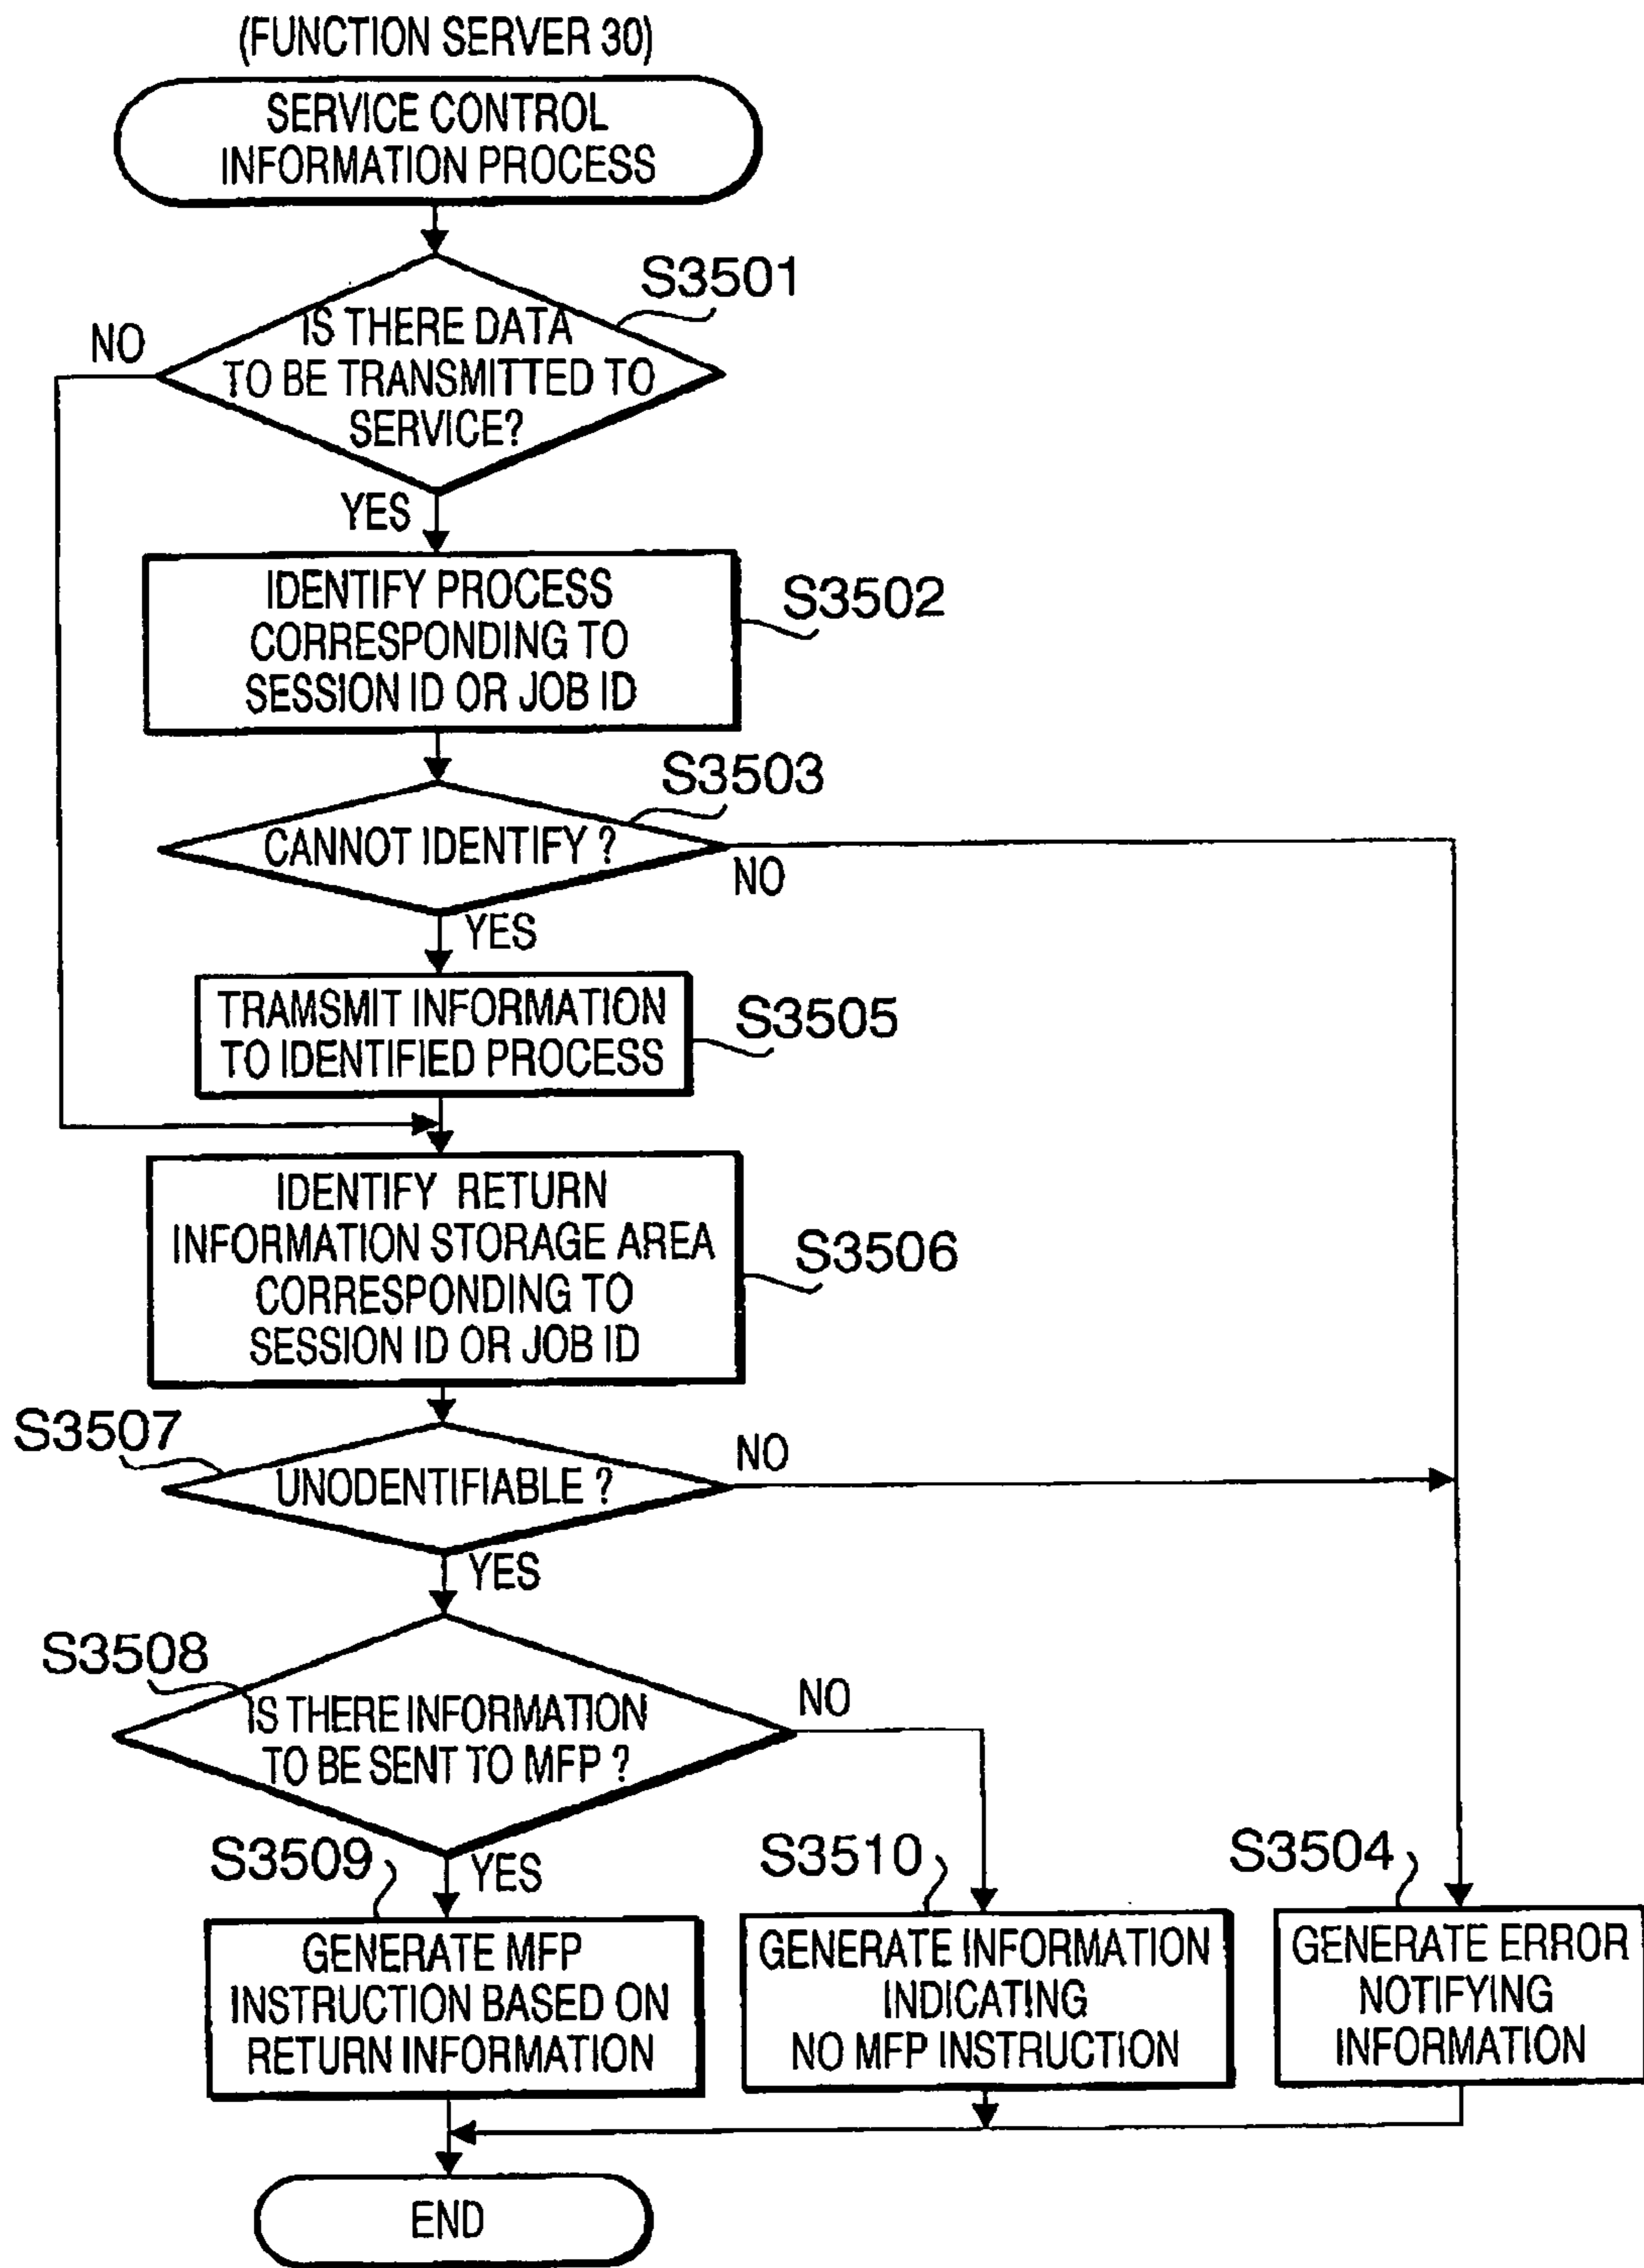 (FUNCTION SERVER 30)
SERVICE CONTROL
INFORMATION PROCESS
S3501
IS THERE DATA
TO BE TRANSMITTED TO
SERVICE?
NO
YES
IDENTIFY PROCESS
CORRESPONDING TO
SESSION ID OR JOB ID
S3502
S3503
CANNOT IDENTIFY ?
NO
YES
TRAMSMIT INFORMATION
TO IDENTIFIED PROCESS
S3505
IDENTIFY RETURN
INFORMATION STORAGE AREA
CORRESPONDING TO
SESSION ID OR JOB ID
S3506
S3507
UNODENTIFIABLE ?
NO
YES
S3508
IS THERE INFORMATION
TO BE SENT TO MFP ?
NO
YES
S3509
GENERATE MFP
INSTRUCTION BASED ON
RETURN INFORMATION
S3510
GENERATE INFORMATION
INDICATING
NO MFP INSTRUCTION
S3504
GENERATE ERROR
NOTIFYING
INFORMATION
END